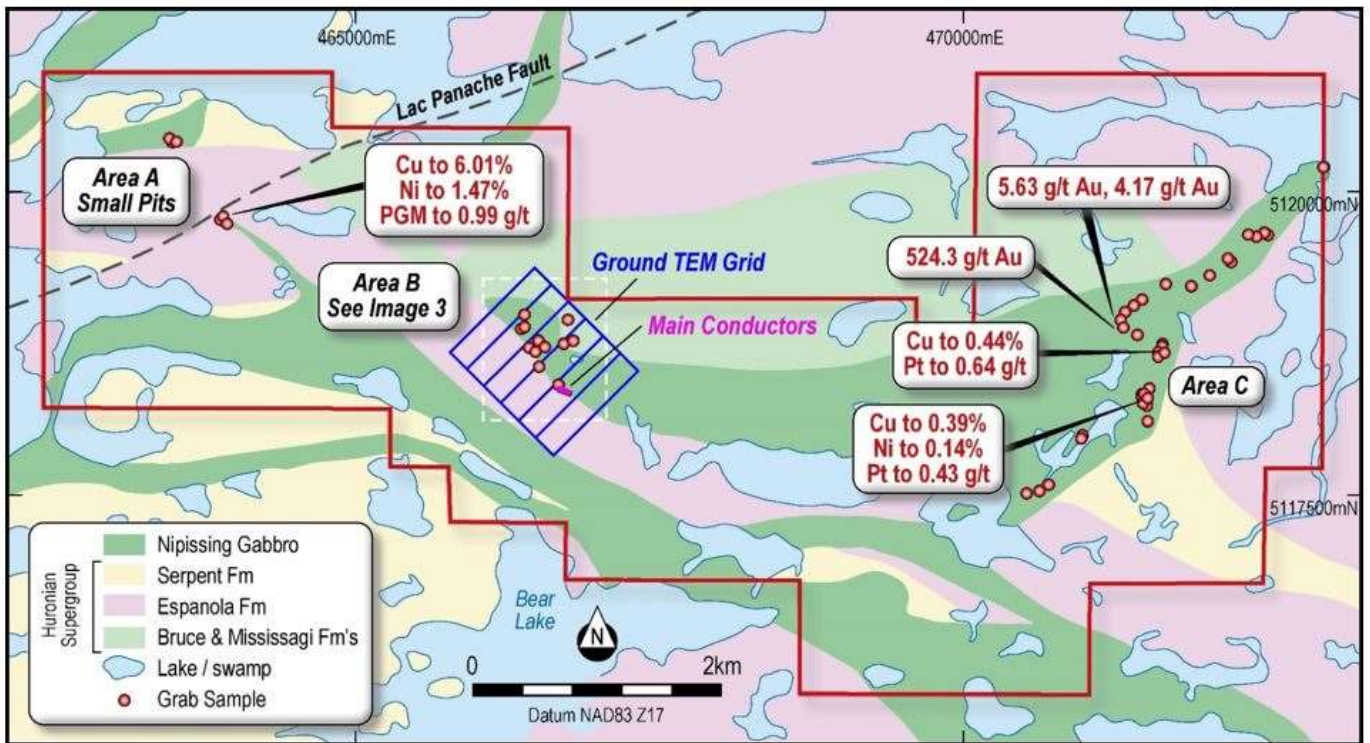 465000mE
470000mE
Lac Panache Fault
Area A
Small Pits
Cu to 6.01%
Ni to 1.47%
PGM to 0.99 g/t
5.63 g/t Au, 4.17 g/t Au
5120000mN
524.3 g/t Au
Area B
See Image 3
Ground TEM Grid
Main Conductors
Cu to 0.44%
Pt to 0.64 g/t
Area C
Cu to 0.39%
Ni to 0.14%
Pt to 0.43 g/t
5117500mN
Nipissing Gabbro
Huronian
Supergroup
Serpent Fm
Espanola Fm
Bruce & Mississagi Fm's
Lake / swamp
Grab Sample
Bear
Lake
N
0 2km
Datum NAD83 Z17